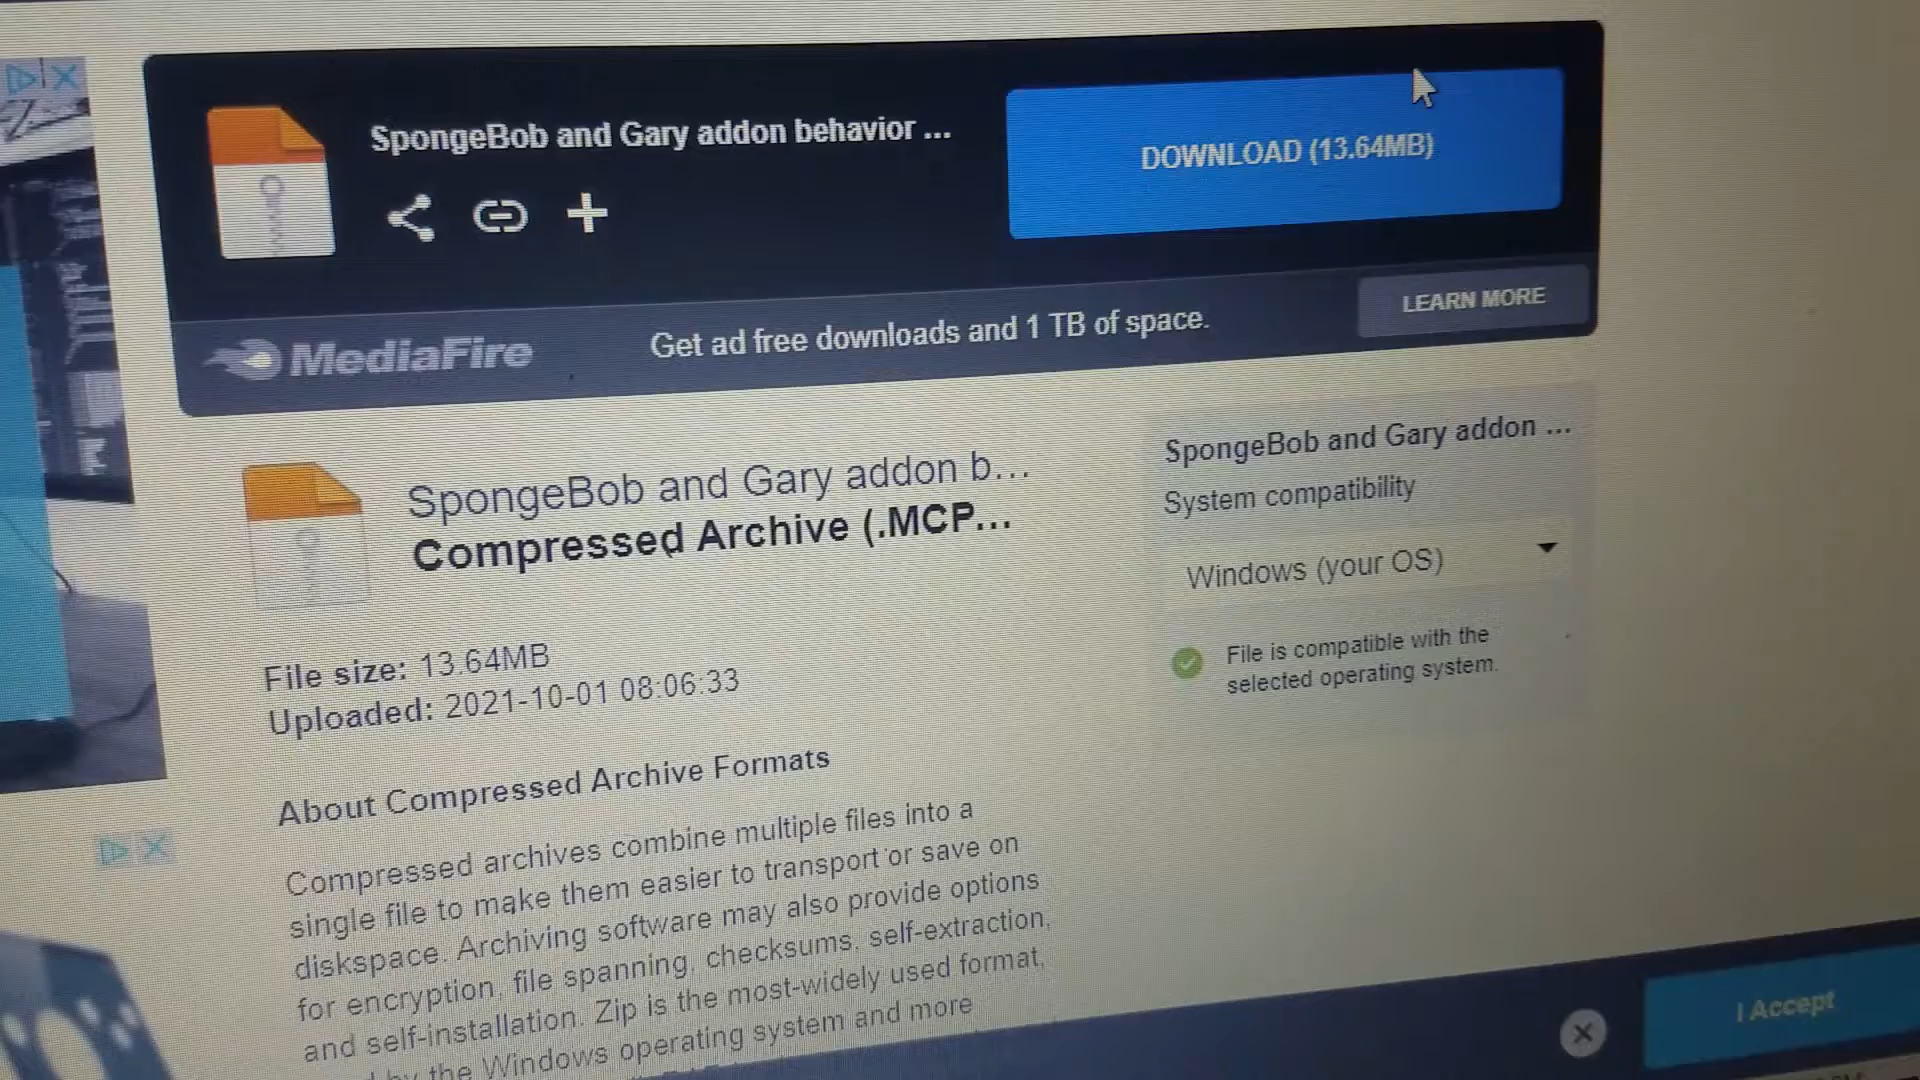 SpongeBob and Gary addon behavior ...
DOWNLOAD (13.64MB)
MediaFire
Get ad free downloads and 1 TB of space.
LEARN MORE
SpongeBob and Gary addon b...
Compressed Archive (.MCP...
File size: 13.64MB
Uploaded: 2021-10-01 08:06:33
About Compressed Archive Formats
Compressed archives combine multiple files into a
single file to make them easier to transport or save on
diskspace. Archiving software may also provide options
for encryption, file spanning, checksums, self-extraction,
and self-installation. Zip is the most-widely used format,
by the Windows operating system and more
SpongeBob and Gary addon ...
System compatibility
Windows (your OS)
File is compatible with the
selected operating system.
I Accept